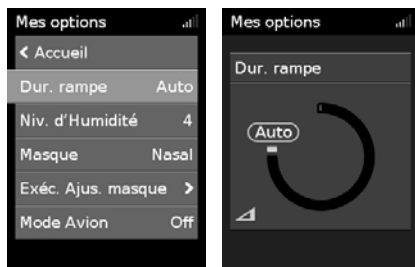 Mes options
< Accueil
Dur. rampe Auto
Niv. d'Humidité 4
Masque Nasal
Exéc. Ajus. masque >
Mode Avion Off
Mes options
Dur. rampe
Auto